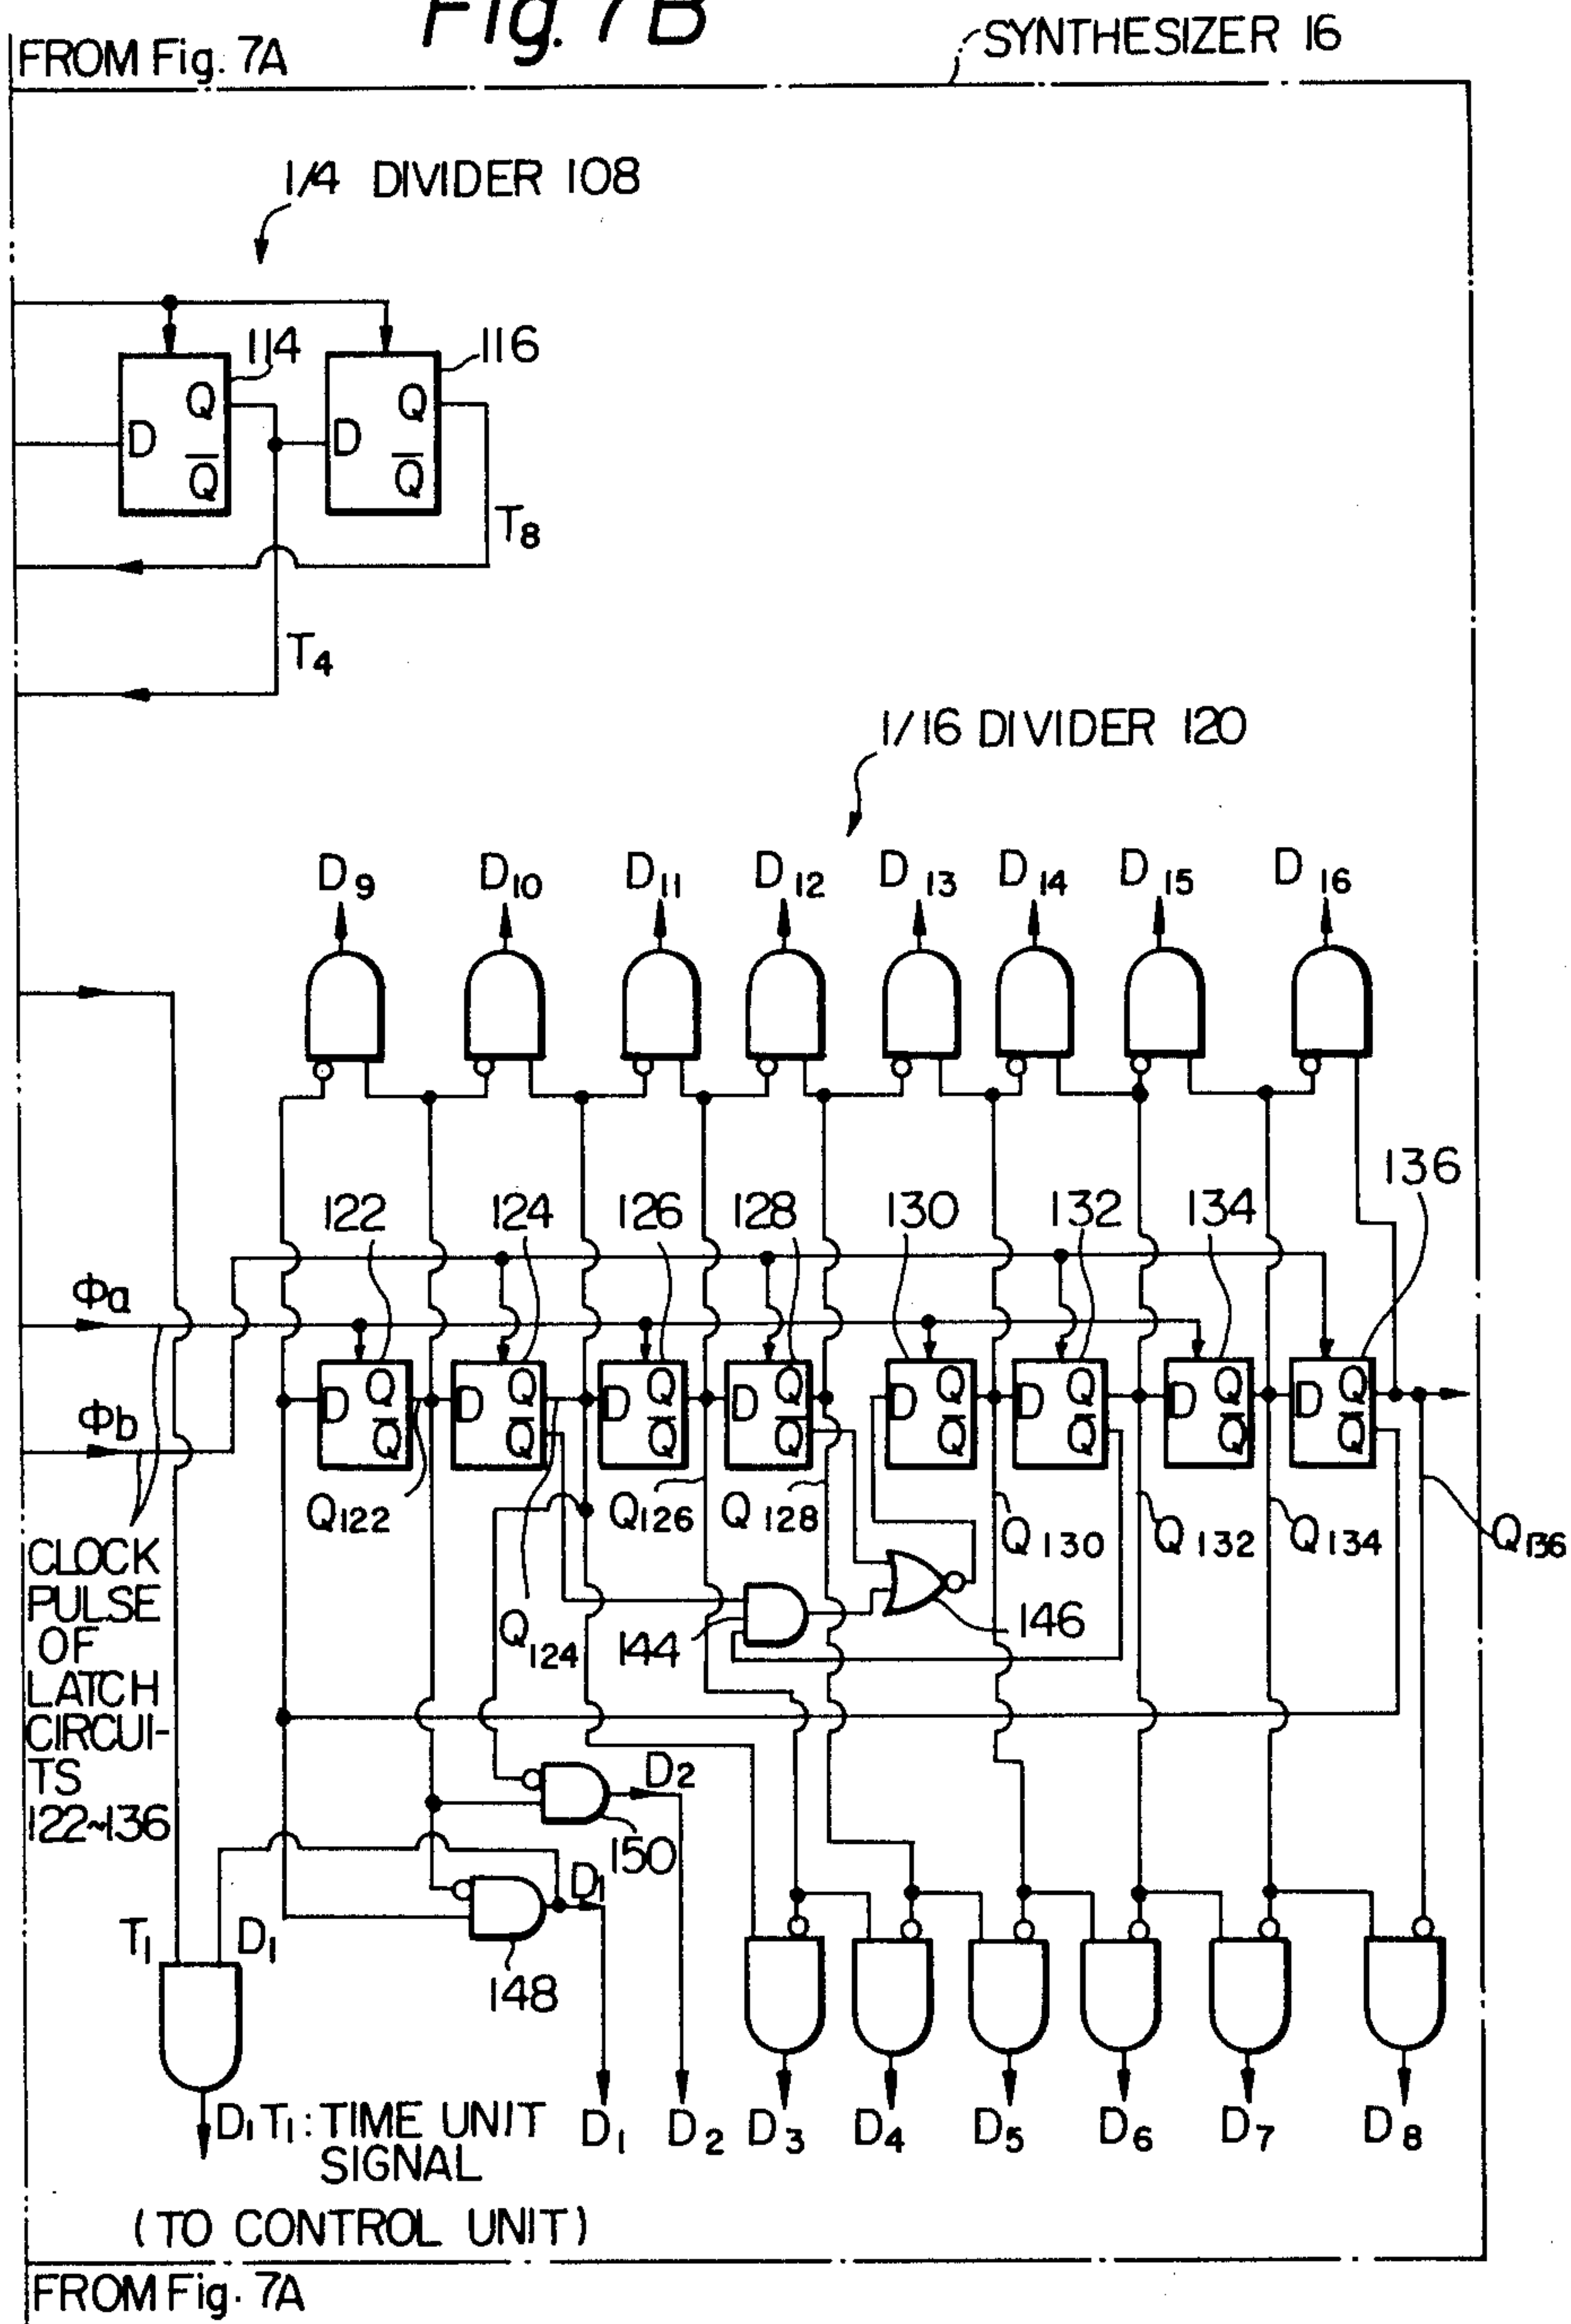 Fig. 7B
FROM Fig. 7A
SYNTHESIZER 16
1/4 DIVIDER 108
114
116
Q
Q
D
D
Q̅
Q̅
T8
T4
1/16 DIVIDER 120
D9 D10 D11 D12 D13 D14 D15 D16
136
122 124 126 128 130 132 134
Φa
D Q D Q D Q D Q D Q D Q D Q D Q
Q̅ Q̅ Q̅ Q̅ Q̅ Q̅ Q̅ Q̅
Φb
Q122 Q126 Q128 Q130 Q132 Q134 Q136
CLOCK
PULSE
OF
LATCH
CIRCUI-
TS
122~136
Q124 144 146
D2
150
D1
T1 D1
148
D1T1: TIME UNIT
SIGNAL
D1 D2 D3 D4 D5 D6 D7 D8
(TO CONTROL UNIT)
FROM Fig. 7A